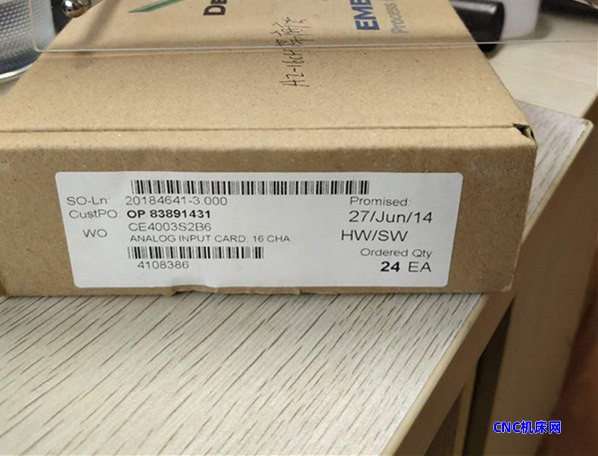 De
EME
Process
SO-Ln: 20184641-3.000
CustPO: OP 83891431
WO CE4003S2B6
ANALOG INPUT CARD; 16 CHA
4108386
Promised:
27/Jun/14
HW/SW
Ordered Qty
24 EA
CNC机床网